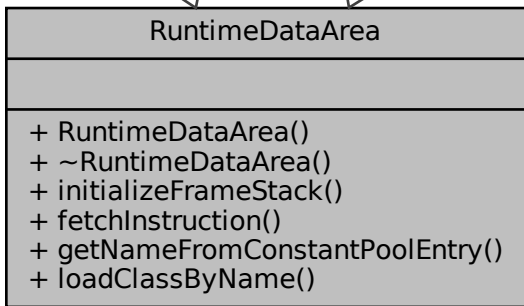 RuntimeDataArea
+ RuntimeDataArea()
+ ~RuntimeDataArea()
+ initializeFrameStack()
+ fetchInstruction()
+ getNameFromConstantPoolEntry()
+ loadClassByName()